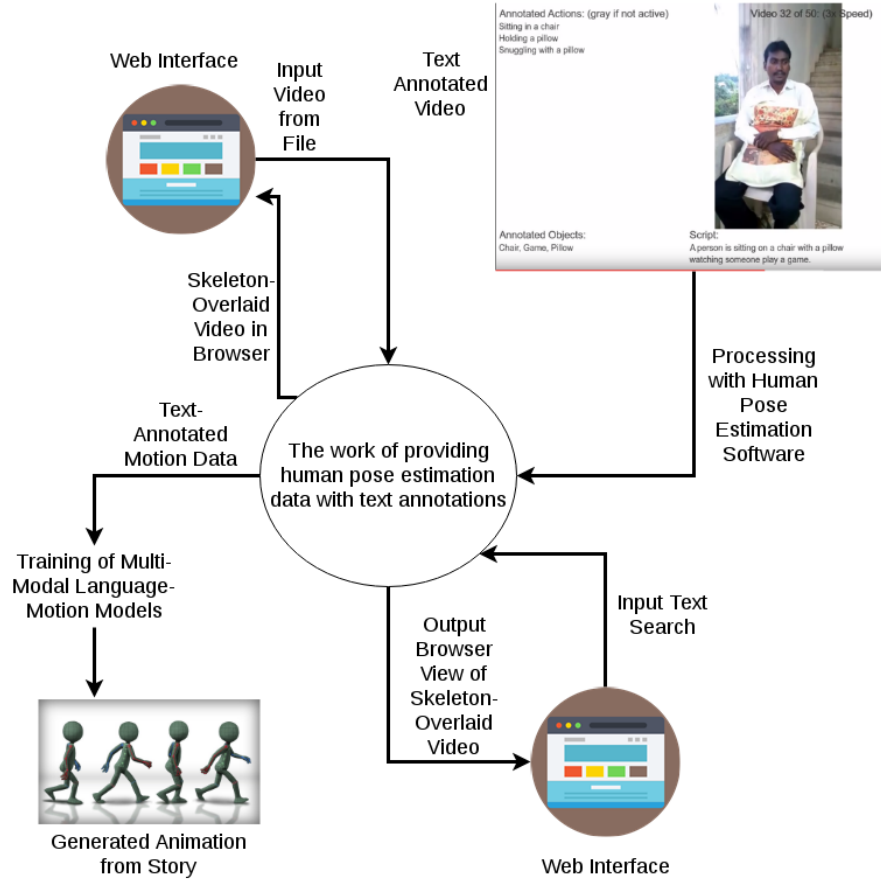 Annotated Actions: (gray if not active)
Video 32 of 50: (3x Speed)
Sitting in a chair
Holding a pillow
Snuggling with a pillow
Web Interface
Input
Video
from
File
Text
Annotated
Video
Annotated Objects:
Chair, Game, Pillow
Script:
A person is sitting on a chair with a pillow
watching someone play a game.
Skeleton-
Overlaid
Video in
Browser
Processing
with Human
Pose
Estimation
Software
Text-
Annotated
Motion Data
The work of providing
human pose estimation
data with text annotations
Training of Multi-
Modal Language-
Motion Models
Output
Browser
View of
Skeleton-
Overlaid
Video
Input Text
Search
Generated Animation
from Story
Web Interface